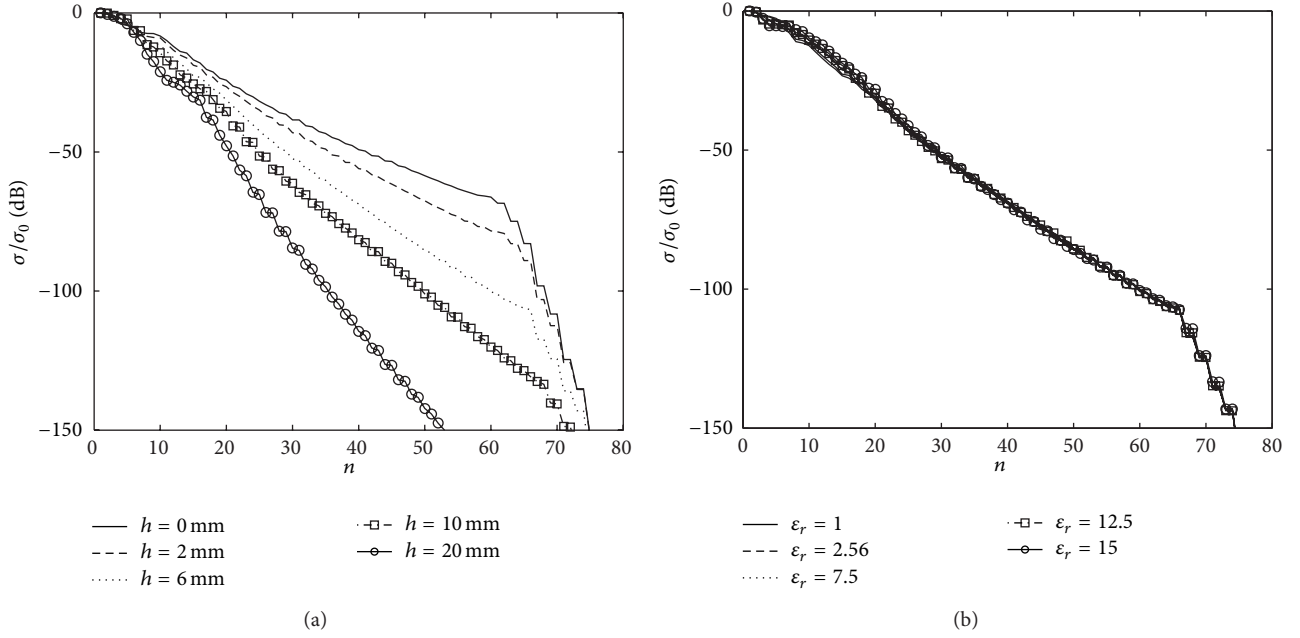 0
−50
−100
−150
σ/σ₀ (dB)
0 10 20 30 40 50 60 70 80
n
h = 0 mm
h = 2 mm
h = 6 mm
h = 10 mm
h = 20 mm
(a)
0
−50
−100
−150
σ/σ₀ (dB)
0 10 20 30 40 50 60 70 80
n
εᵣ = 1
εᵣ = 2.56
εᵣ = 7.5
εᵣ = 12.5
εᵣ = 15
(b)